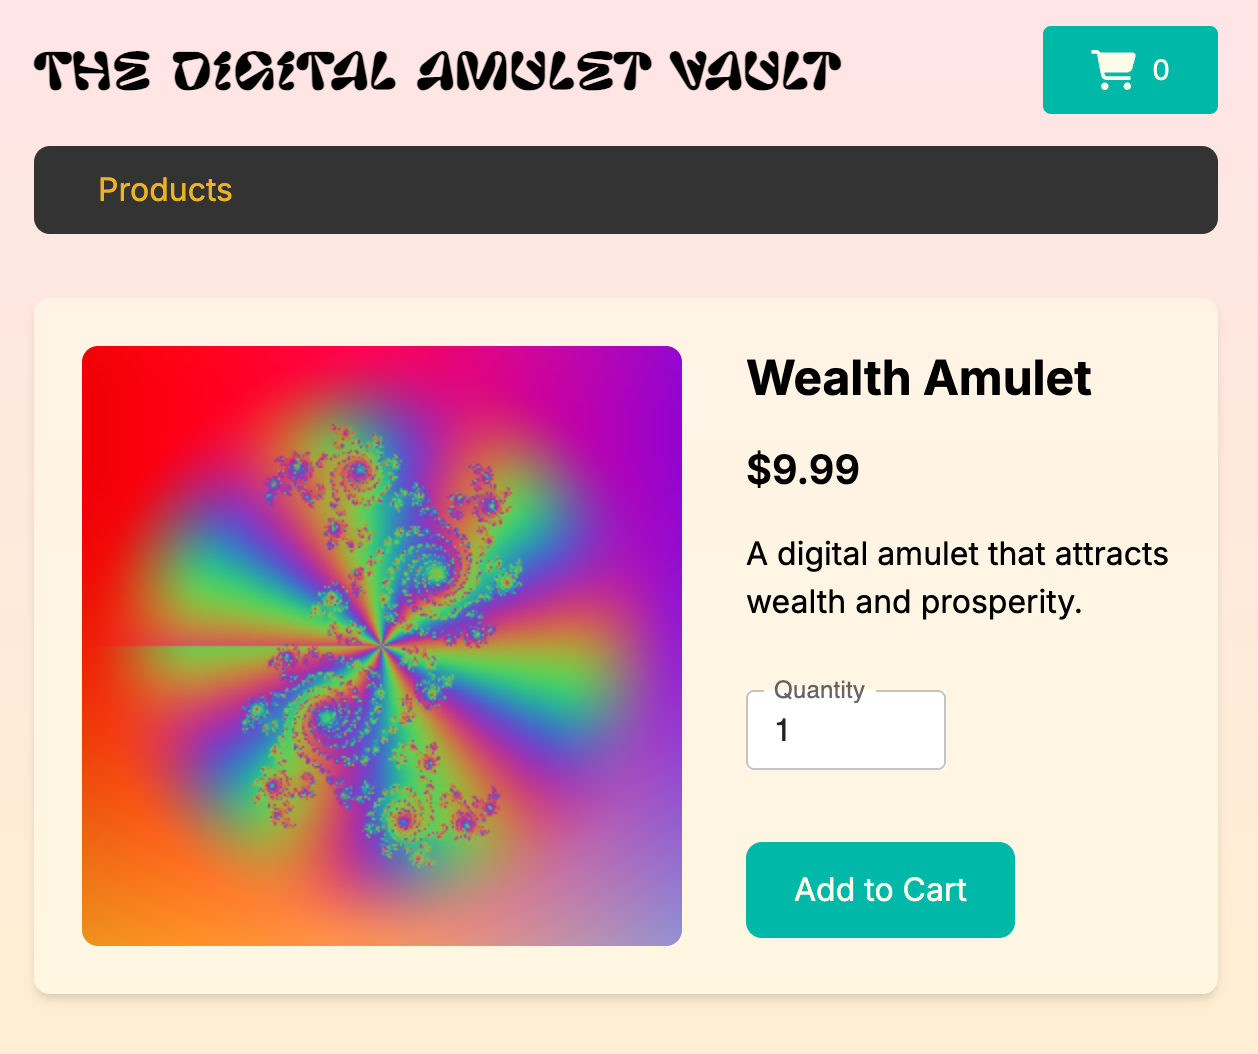 THE DIGITAL AMULET VAULT
0
Products
Wealth Amulet
$9.99
A digital amulet that attracts
wealth and prosperity.
Quantity
1
Add to Cart